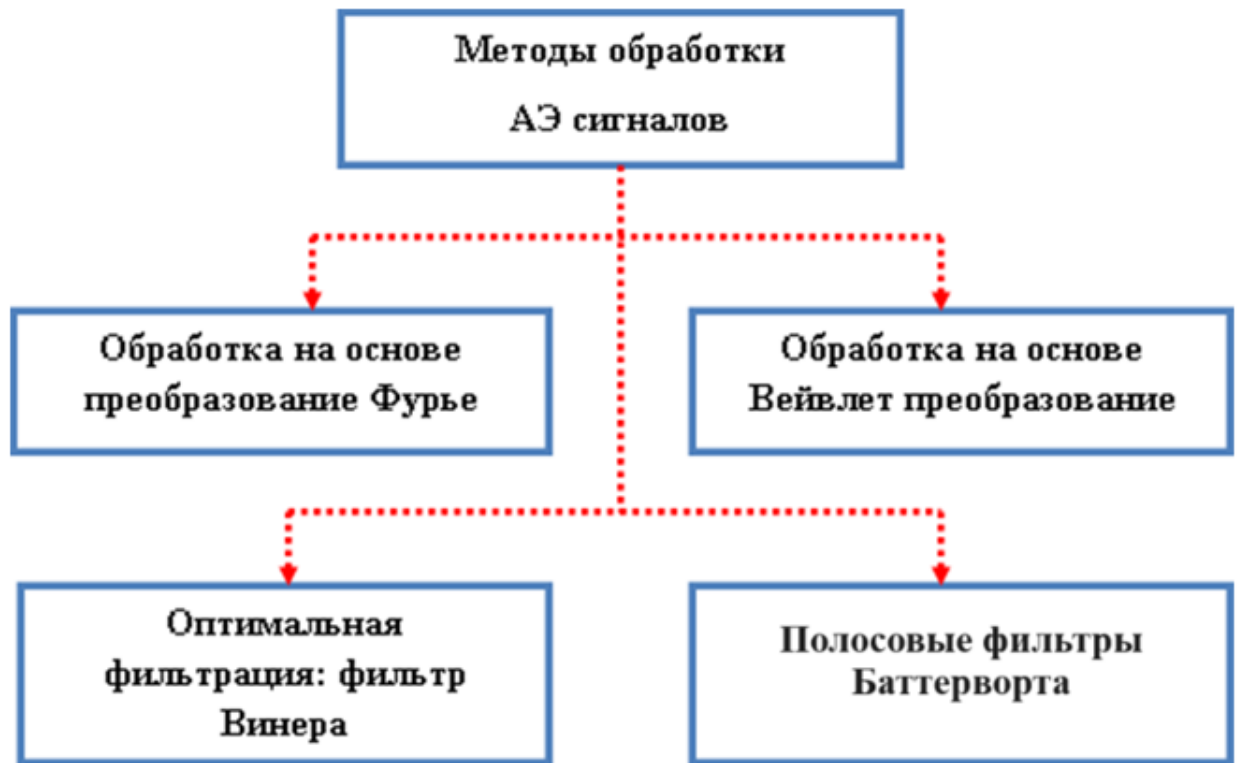 Методы обработки
АЭ сигналов
Обработка на основе
преобразование Фурье
Обработка на основе
Вейвлет преобразование
Оптимальная
фильтрация: фильтр
Винера
Полосовые фильтры
Баттерворта